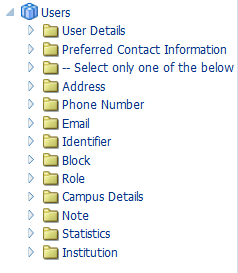 Users
User Details
Preferred Contact Information
-- Select only one of the below
Address
Phone Number
Email
Identifier
Block
Role
Campus Details
Note
Statistics
Institution